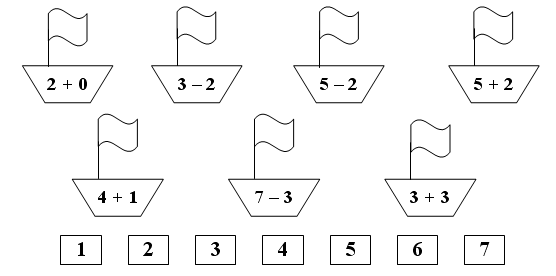 2 + 0 3 – 2 5 – 2 5 + 2
4 + 1 7 – 3 3 + 3
1 2 3 4 5 6 7